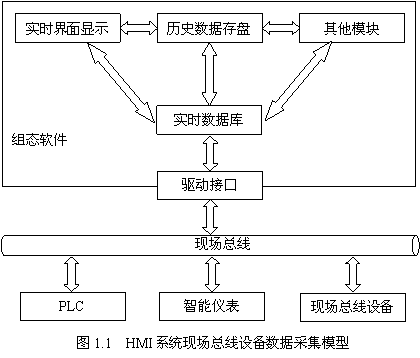 实时界面显示
历史数据存盘
其他模块
实时数据库
组态软件
驱动接口
现场总线
PLC
智能仪表
现场总线设备
图 1.1 HMI 系统现场总线设备数据采集模型